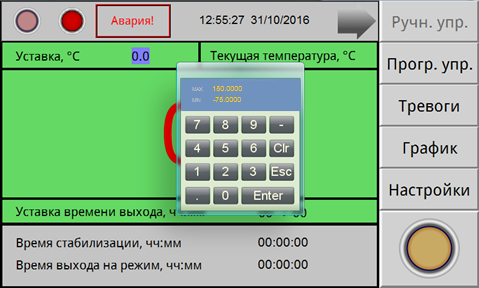 Авария!
12:55:27 31/10/2016
Ручн. упр.
Уставка, °C
0.0
Текущая температура, °C
Прогр. упр.
MAX 150.0000
MIN -75.0000
7 8 9 -
4 5 6 Clr
1 2 3 Esc
. 0 Enter
Тревоги
График
Настройки
Уставка времени выхода, ч
00
Время стабилизации, чч:мм 00:00:00
Время выхода на режим, чч:мм 00:00:00